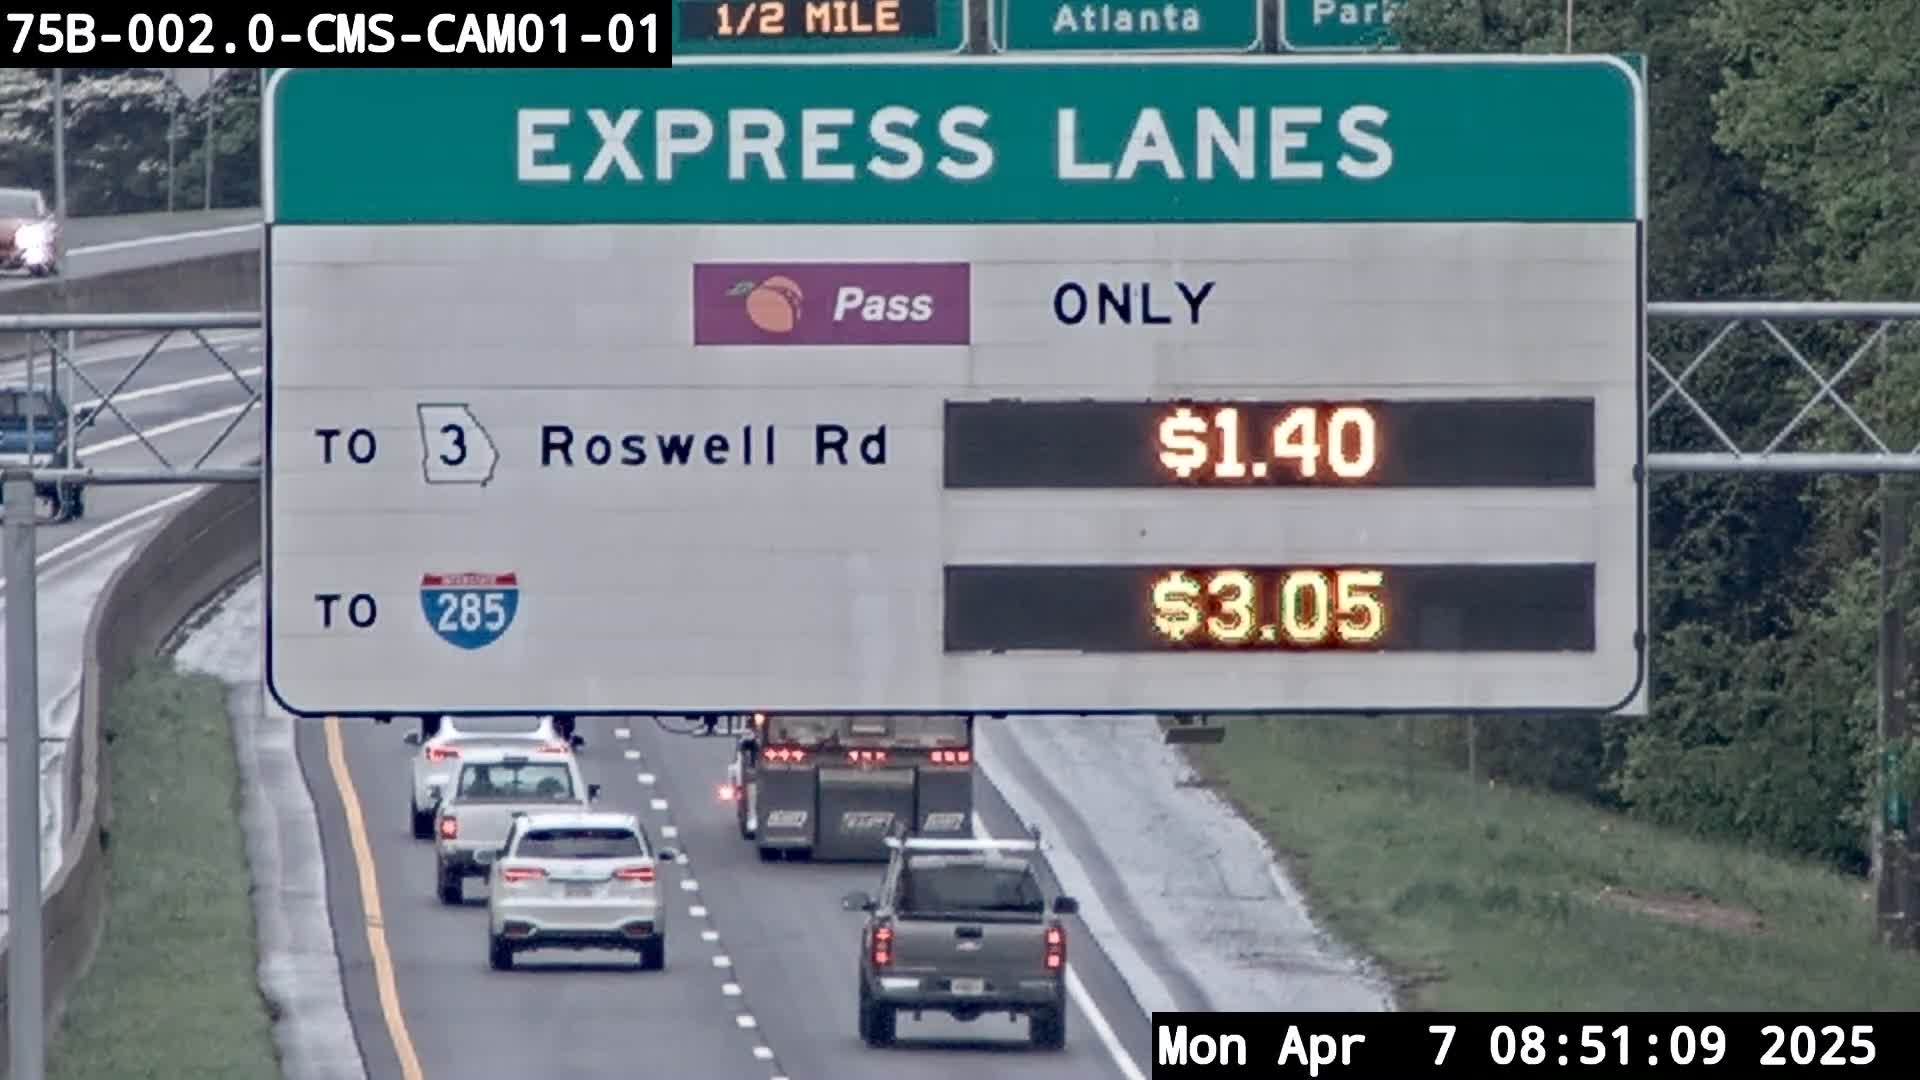 75B-002.0-CMS-CAM01-01
1/2 MILE
Atlanta
Park
EXPRESS LANES
Pass ONLY
TO 3 Roswell Rd $1.40
TO 285 $3.05
Mon Apr 7 08:51:09 2025